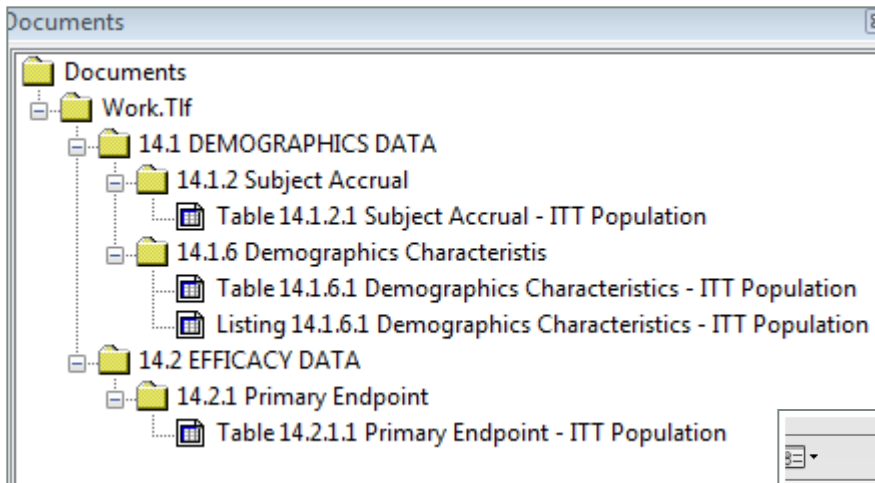 Documents
Documents
Work.Tlf
14.1 DEMOGRAPHICS DATA
14.1.2 Subject Accrual
Table 14.1.2.1 Subject Accrual - ITT Population
14.1.6 Demographics Characteristis
Table 14.1.6.1 Demographics Characteristics - ITT Population
Listing 14.1.6.1 Demographics Characteristics - ITT Population
14.2 EFFICACY DATA
14.2.1 Primary Endpoint
Table 14.2.1.1 Primary Endpoint - ITT Population